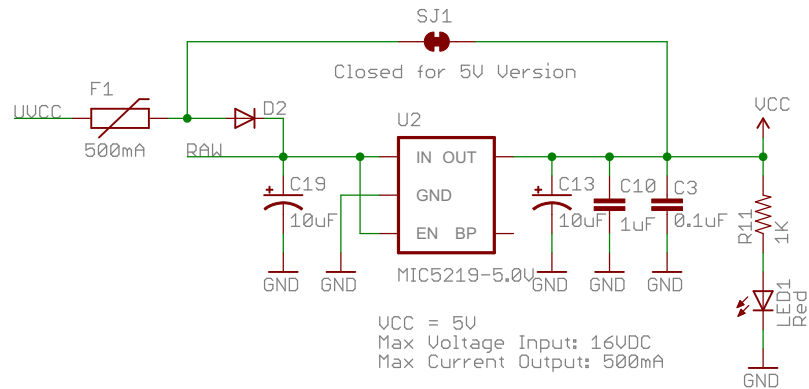 SJ1
Closed for 5V Version
F1
UVCC
500mA
D2
RAW
U2
VCC
IN OUT
GND
EN BP
MIC5219-5.0V
C19
10uF
C13
10uF
C10
1uF
C3
0.1uF
R11
1K
GND
GND
GND
GND
GND
LED1
Red
GND
VCC = 5V
Max Voltage Input: 16VDC
Max Current Output: 500mA